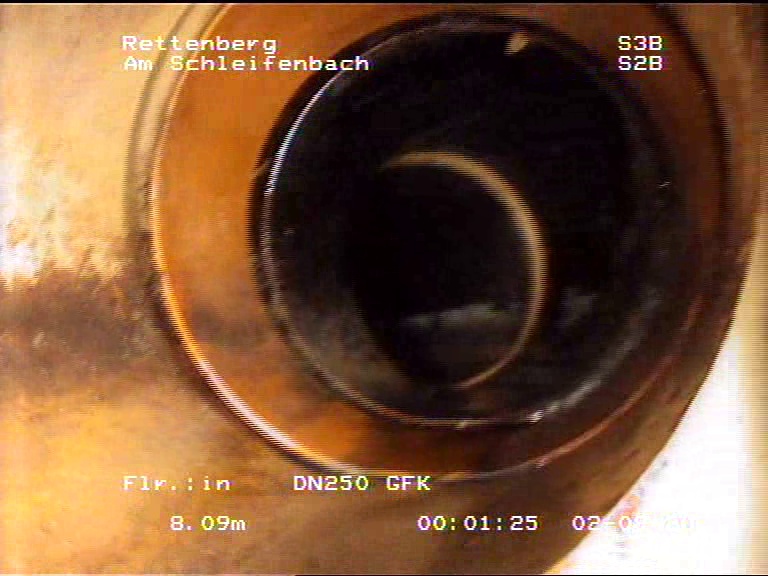 Rettenberg S3B
Am Schleifenbach S2B
Flr.:in DN250 GFK
8.09m 00:01:25